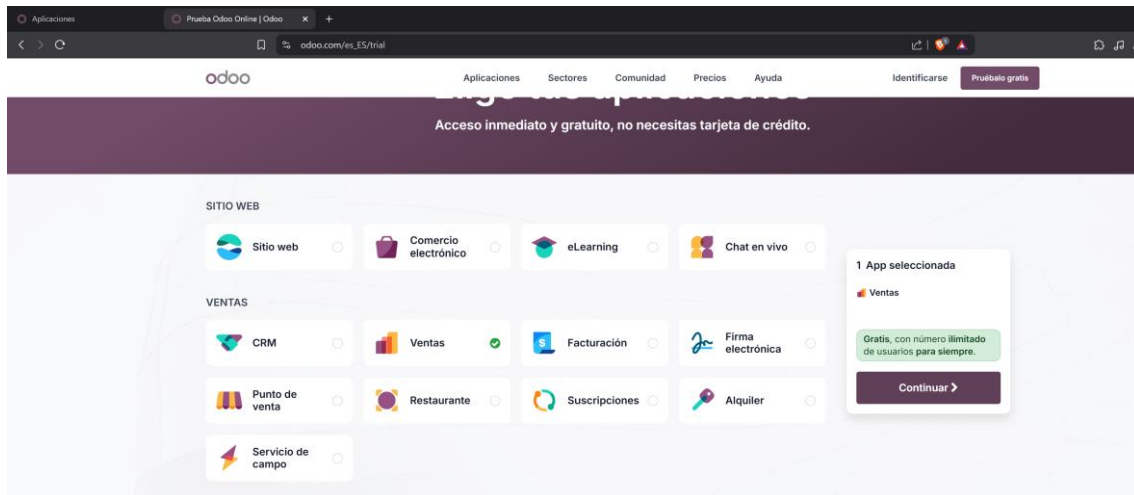 Aplicaciones
Prueba Odoo Online | Odoo
odoo.com/es_ES/trial
odoo
Aplicaciones Sectores Comunidad Precios Ayuda
Identificarse
Pruébalo gratis
Acceso inmediato y gratuito, no necesitas tarjeta de crédito.
SITIO WEB
Sitio web
Comercio
electrónico
eLearning
Chat en vivo
VENTAS
CRM
Ventas
Facturación
Firma
electrónica
Punto de
venta
Restaurante
Suscripciones
Alquiler
Servicio de
campo
1 App seleccionada
Ventas
Gratis, con número ilimitado
de usuarios para siempre.
Continuar